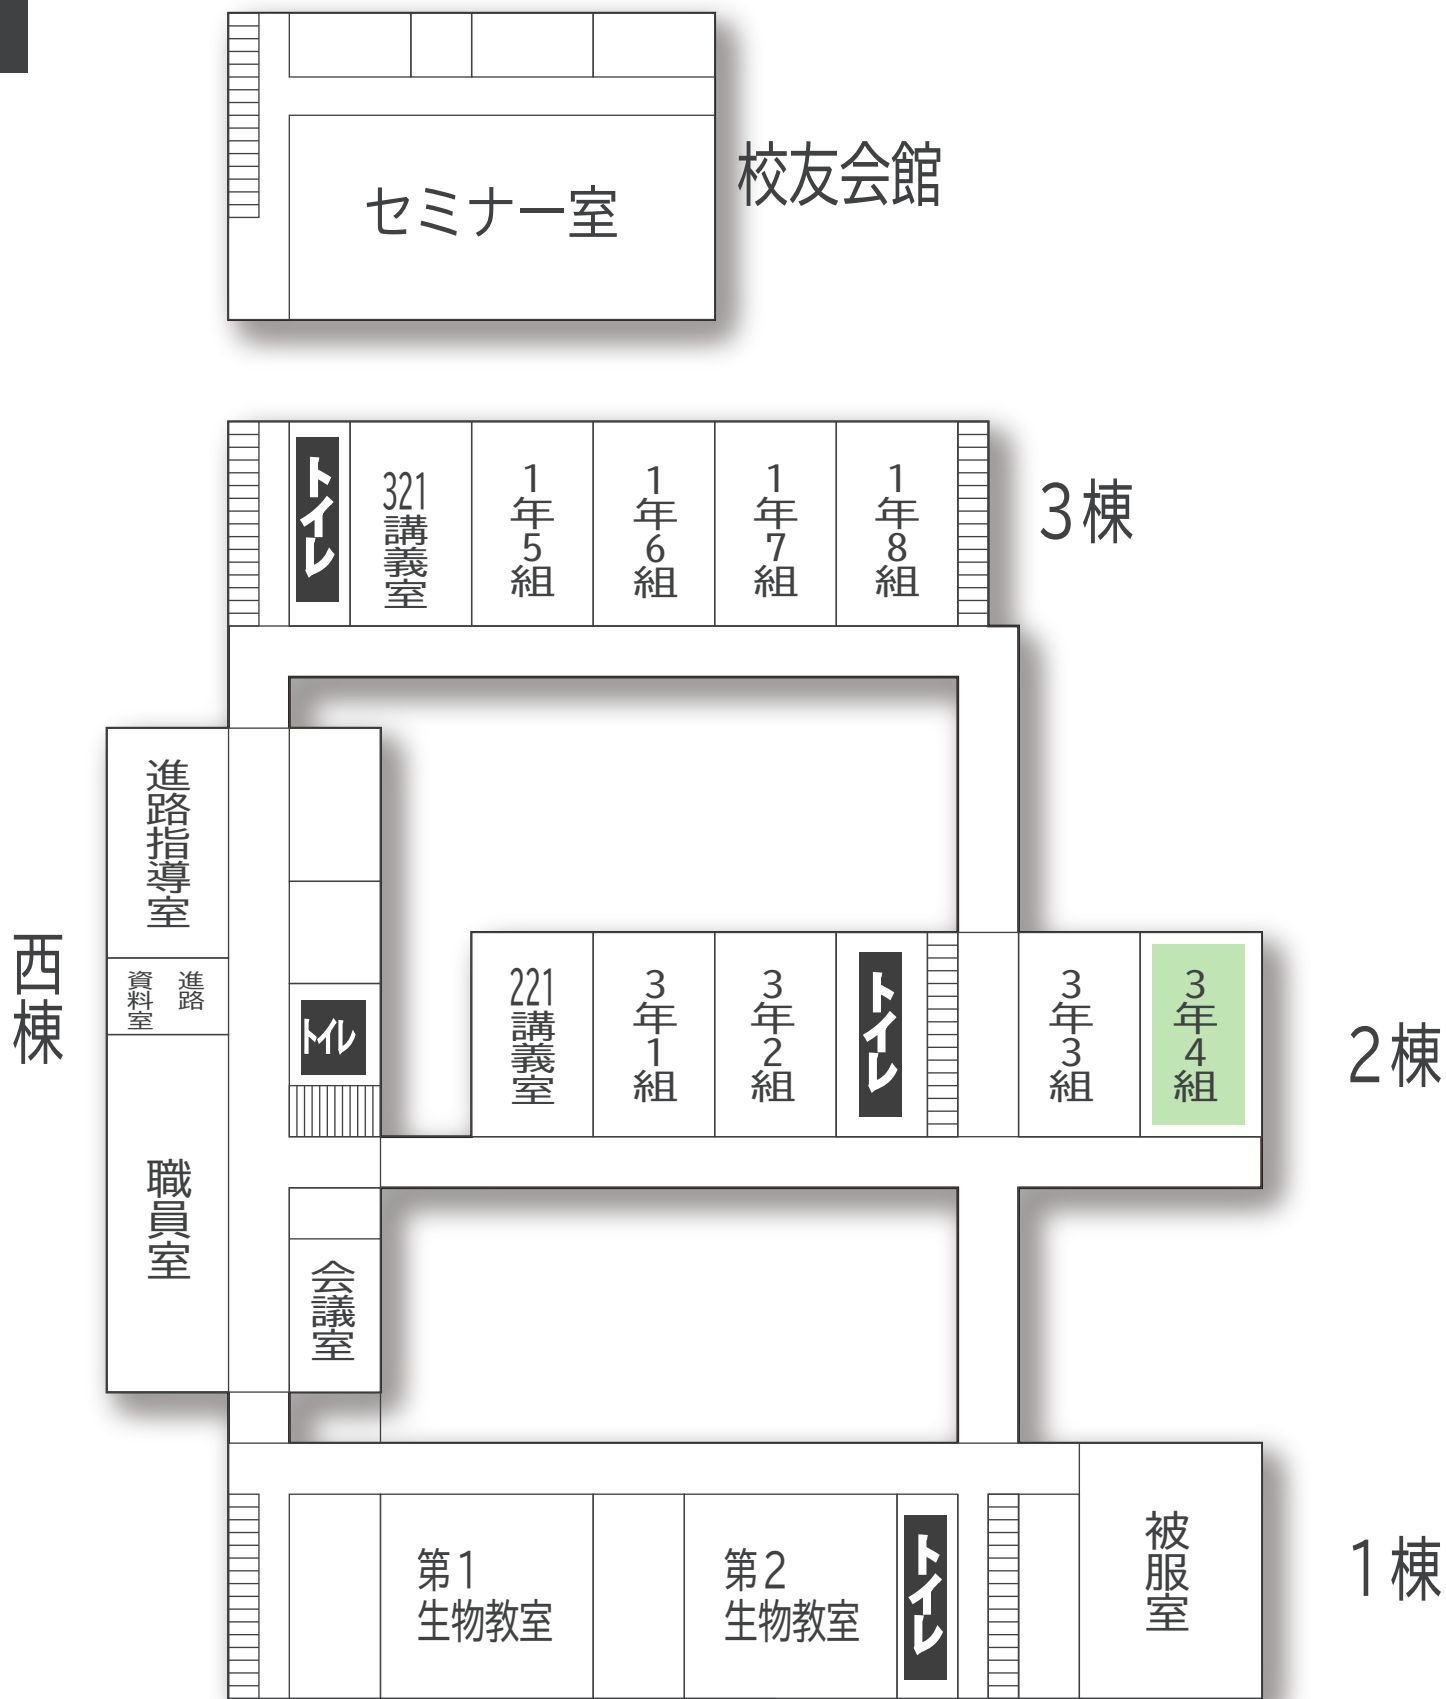 セミナー室
校友会館
トイレ
321講義室
1年5組
1年6組
1年7組
1年8組
3棟
進路指導室
進路
資料室
職員室
西棟
トイレ
会議室
221講義室
3年1組
3年2組
トイレ
3年3組
3年4組
2棟
第1
生物教室
第2
生物教室
トイレ
被服室
1棟